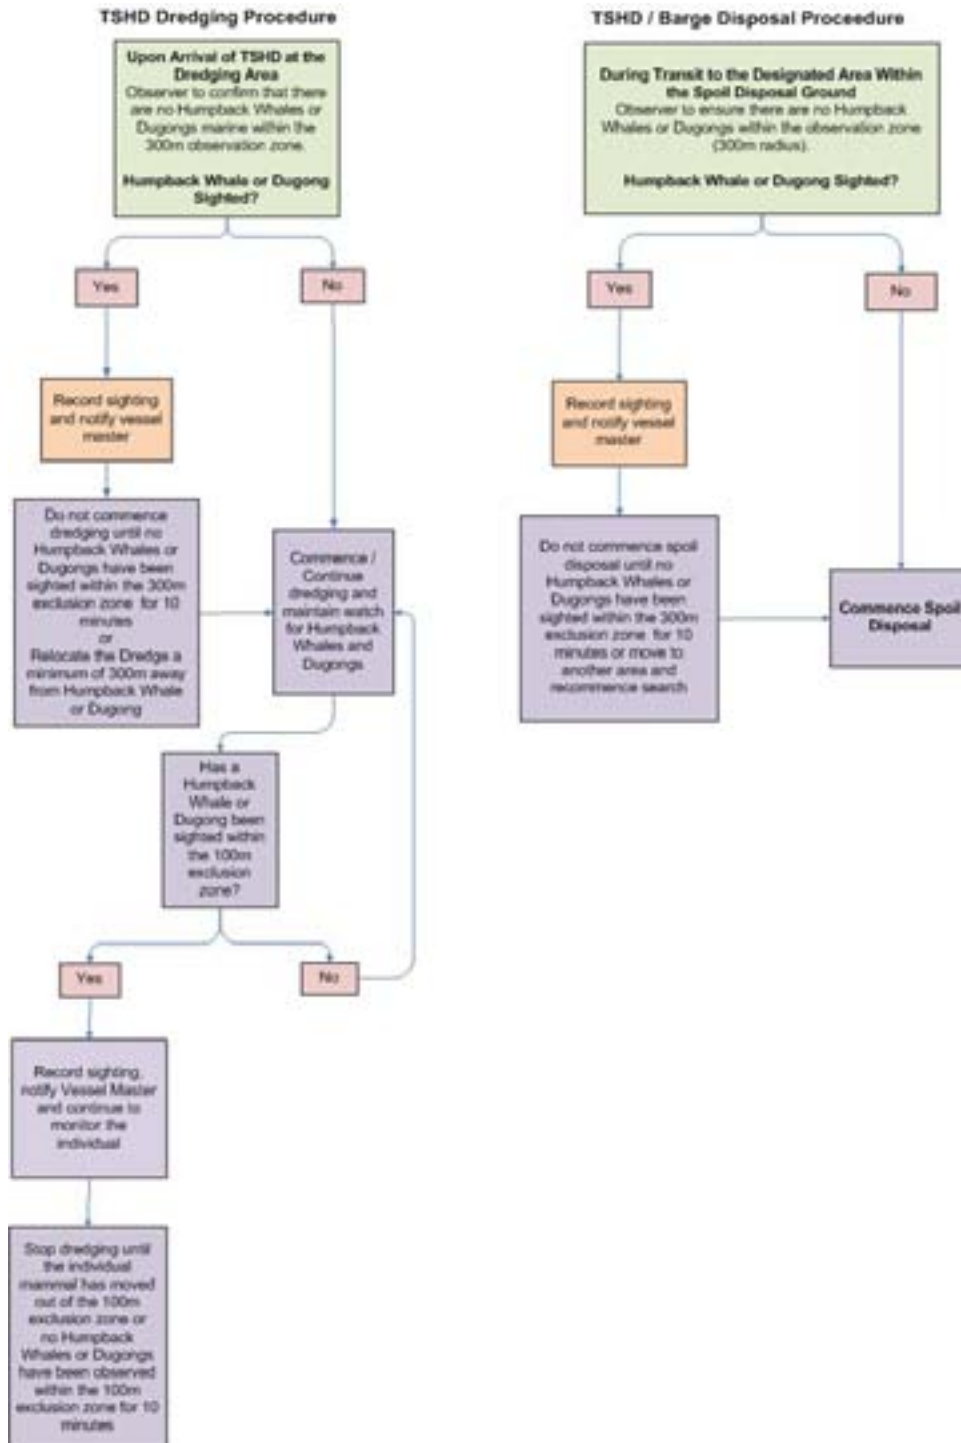 TSHD Dredging Procedure
Upon Arrival of TSHD at the
Dredging Area
Observer to confirm that there
are no Humpback Whales or
Dugongs marine within the
300m observation zone.
Humpback Whale or Dugong
Sighted?
Yes
No
Record sighting
and notify vessel
master
Do not commence
dredging until no
Humpback Whales or
Dugongs have been
sighted within the 300m
exclusion zone for 10
minutes
or
Relocate the Dredge a
minimum of 300m away
from Humpback Whale
or Dugong
Commence /
Continue
dredging and
maintain watch
for Humpback
Whales and
Dugongs
Has a
Humpback
Whale or
Dugong been
sighted within
the 100m
exclusion
zone?
Yes
No
Record sighting,
notify Vessel Master
and continue to
monitor the
individual
Stop dredging until
the individual
mammal has moved
out of the 100m
exclusion zone or
no Humpback
Whales or Dugongs
have been observed
within the 100m
exclusion zone for 10
minutes
TSHD / Barge Disposal Proceedure
During Transit to the Designated Area Within
the Spoil Disposal Ground
Observer to ensure there are no Humpback
Whales or Dugongs within the observation zone
(300m radius).
Humpback Whale or Dugong Sighted?
Yes
No
Record sighting
and notify vessel
master
Do not commence spoil
disposal until no
Humpback Whales or
Dugongs have been
sighted within the 300m
exclusion zone for 10
minutes or move to
another area and
recommence search
Commence Spoil
Disposal